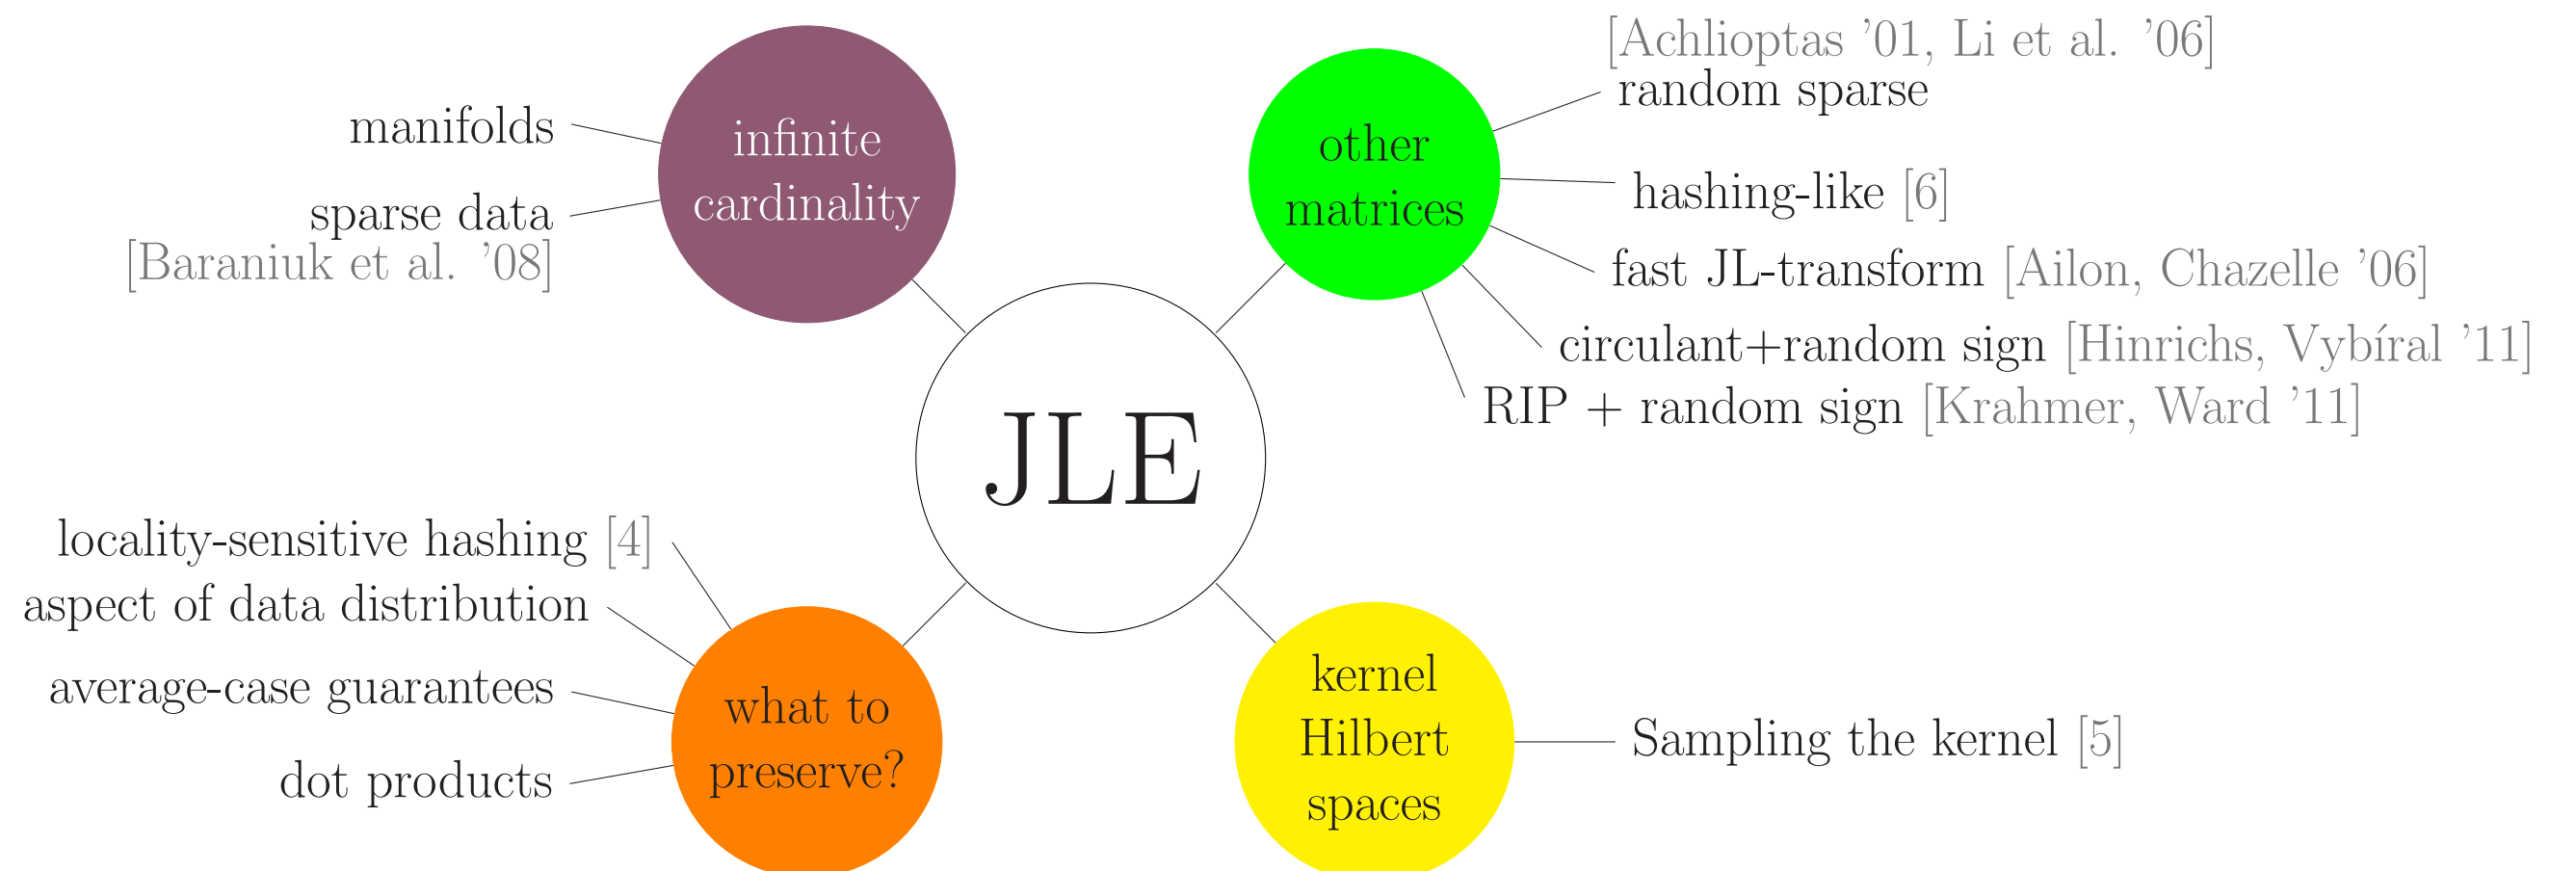 manifolds
sparse data
[Baraniuk et al. ’08]
infinite
cardinality
other
matrices
[Achlioptas ’01, Li et al. ’06]
random sparse
hashing-like [6]
fast JL-transform [Ailon, Chazelle ’06]
circulant+random sign [Hinrichs, Vybíral ’11]
RIP + random sign [Krahmer, Ward ’11]
JLE
locality-sensitive hashing [4]
aspect of data distribution
average-case guarantees
dot products
what to
preserve?
kernel
Hilbert
spaces
Sampling the kernel [5]